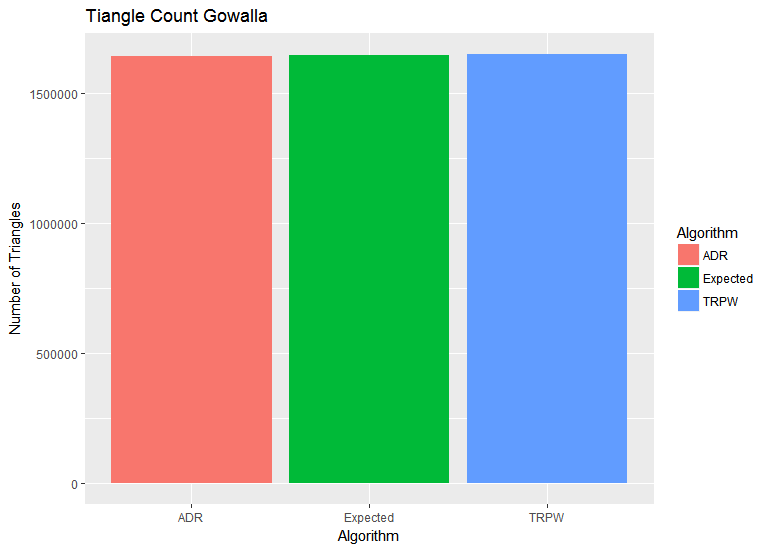 Tiangle Count Gowalla
Number of Triangles
1500000
1000000
500000
0
ADR
Expected
TRPW
Algorithm
Algorithm
ADR
Expected
TRPW